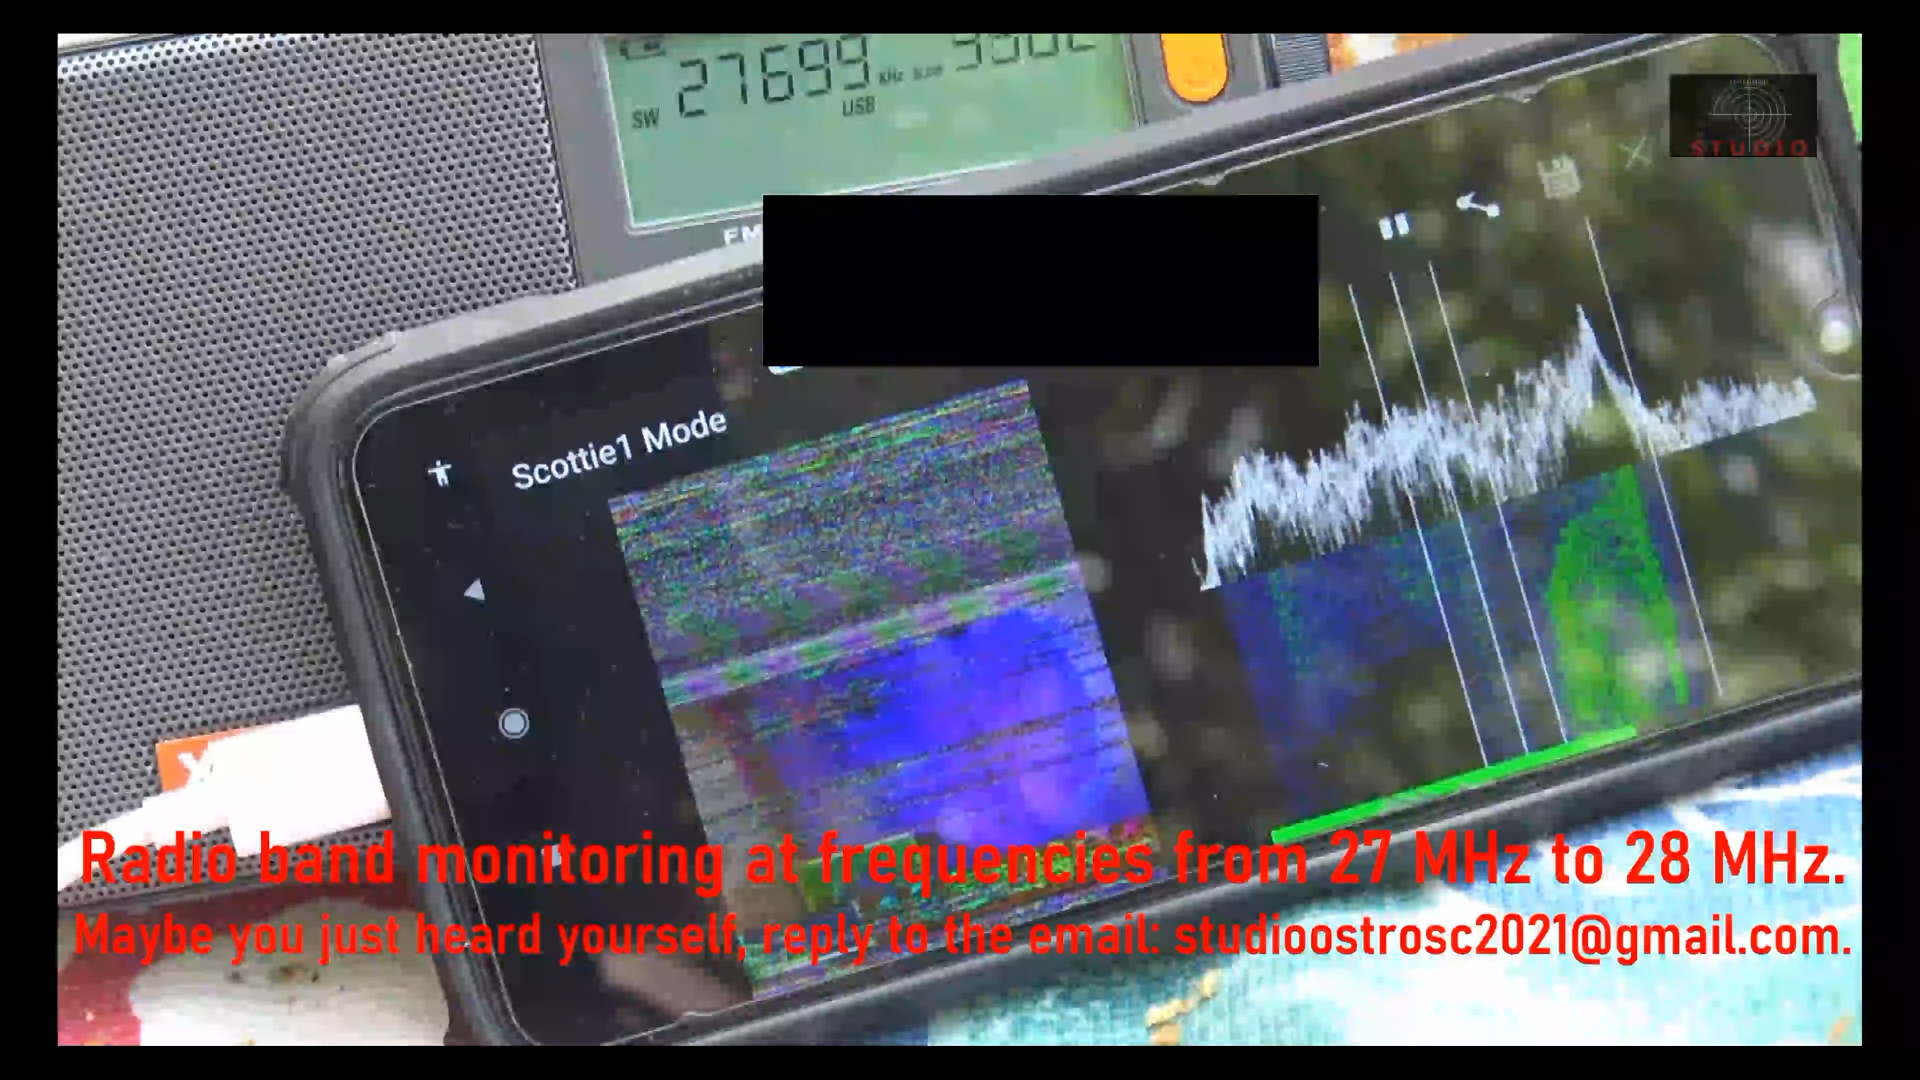 27699 KHz
SW
USB
FM
STUDIO
Scottie1 Mode
Radio band monitoring at frequencies from 27 MHz to 28 MHz.
Maybe you just heard yourself, reply to the email: studioostrosc2021@gmail.com.